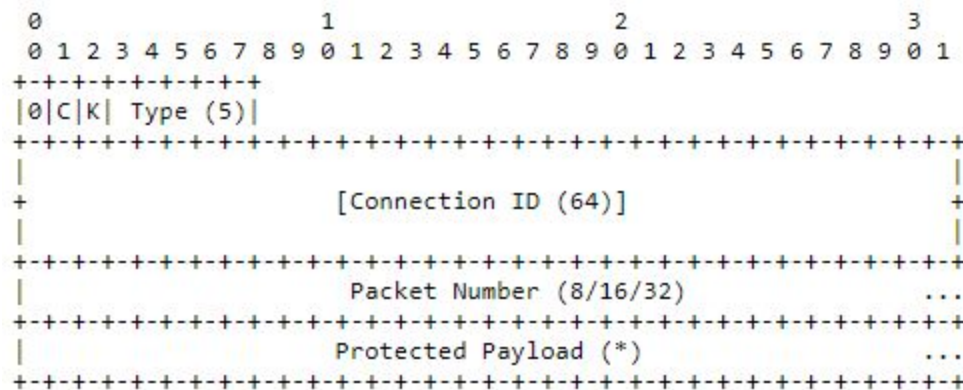 0                   1                   2                   3
 0 1 2 3 4 5 6 7 8 9 0 1 2 3 4 5 6 7 8 9 0 1 2 3 4 5 6 7 8 9 0 1
+-+-+-+-+-+-+-+-+
|0|C|K| Type (5)|
+-+-+-+-+-+-+-+-+-+-+-+-+-+-+-+-+-+-+-+-+-+-+-+-+-+-+-+-+-+-+-+-+
|                                                               |
+                     [Connection ID (64)]                      +
|                                                               |
+-+-+-+-+-+-+-+-+-+-+-+-+-+-+-+-+-+-+-+-+-+-+-+-+-+-+-+-+-+-+-+-+
|                      Packet Number (8/16/32)                ...
+-+-+-+-+-+-+-+-+-+-+-+-+-+-+-+-+-+-+-+-+-+-+-+-+-+-+-+-+-+-+-+-+
|                     Protected Payload (*)                   ...
+-+-+-+-+-+-+-+-+-+-+-+-+-+-+-+-+-+-+-+-+-+-+-+-+-+-+-+-+-+-+-+-+